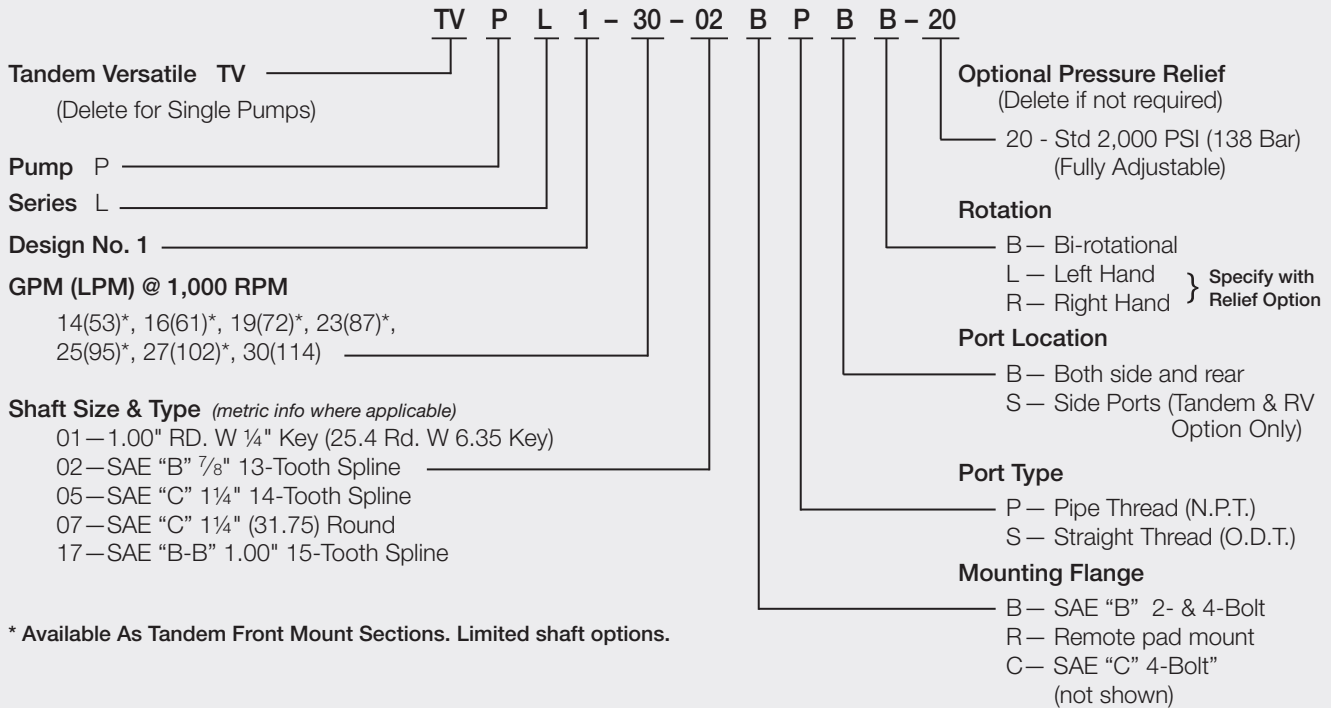 TV P L 1 – 30 – 02 B P B B – 20
Tandem Versatile TV
(Delete for Single Pumps)
Pump P
Series L
Design No. 1
GPM (LPM) @ 1,000 RPM
14(53)*, 16(61)*, 19(72)*, 23(87)*,
25(95)*, 27(102)*, 30(114)
Shaft Size & Type (metric info where applicable)
01—1.00" RD. W ¼" Key (25.4 Rd. W 6.35 Key)
02—SAE “B” ⅞" 13-Tooth Spline
05—SAE “C” 1¼" 14-Tooth Spline
07—SAE “C” 1¼" (31.75) Round
17—SAE “B-B” 1.00" 15-Tooth Spline
* Available As Tandem Front Mount Sections. Limited shaft options.
Optional Pressure Relief
(Delete if not required)
20 - Std 2,000 PSI (138 Bar)
(Fully Adjustable)
Rotation
B — Bi-rotational
L — Left Hand
R — Right Hand
} Specify with
Relief Option
Port Location
B — Both side and rear
S — Side Ports (Tandem & RV
Option Only)
Port Type
P — Pipe Thread (N.P.T.)
S — Straight Thread (O.D.T.)
Mounting Flange
B — SAE “B” 2- & 4-Bolt
R — Remote pad mount
C — SAE “C” 4-Bolt”
(not shown)